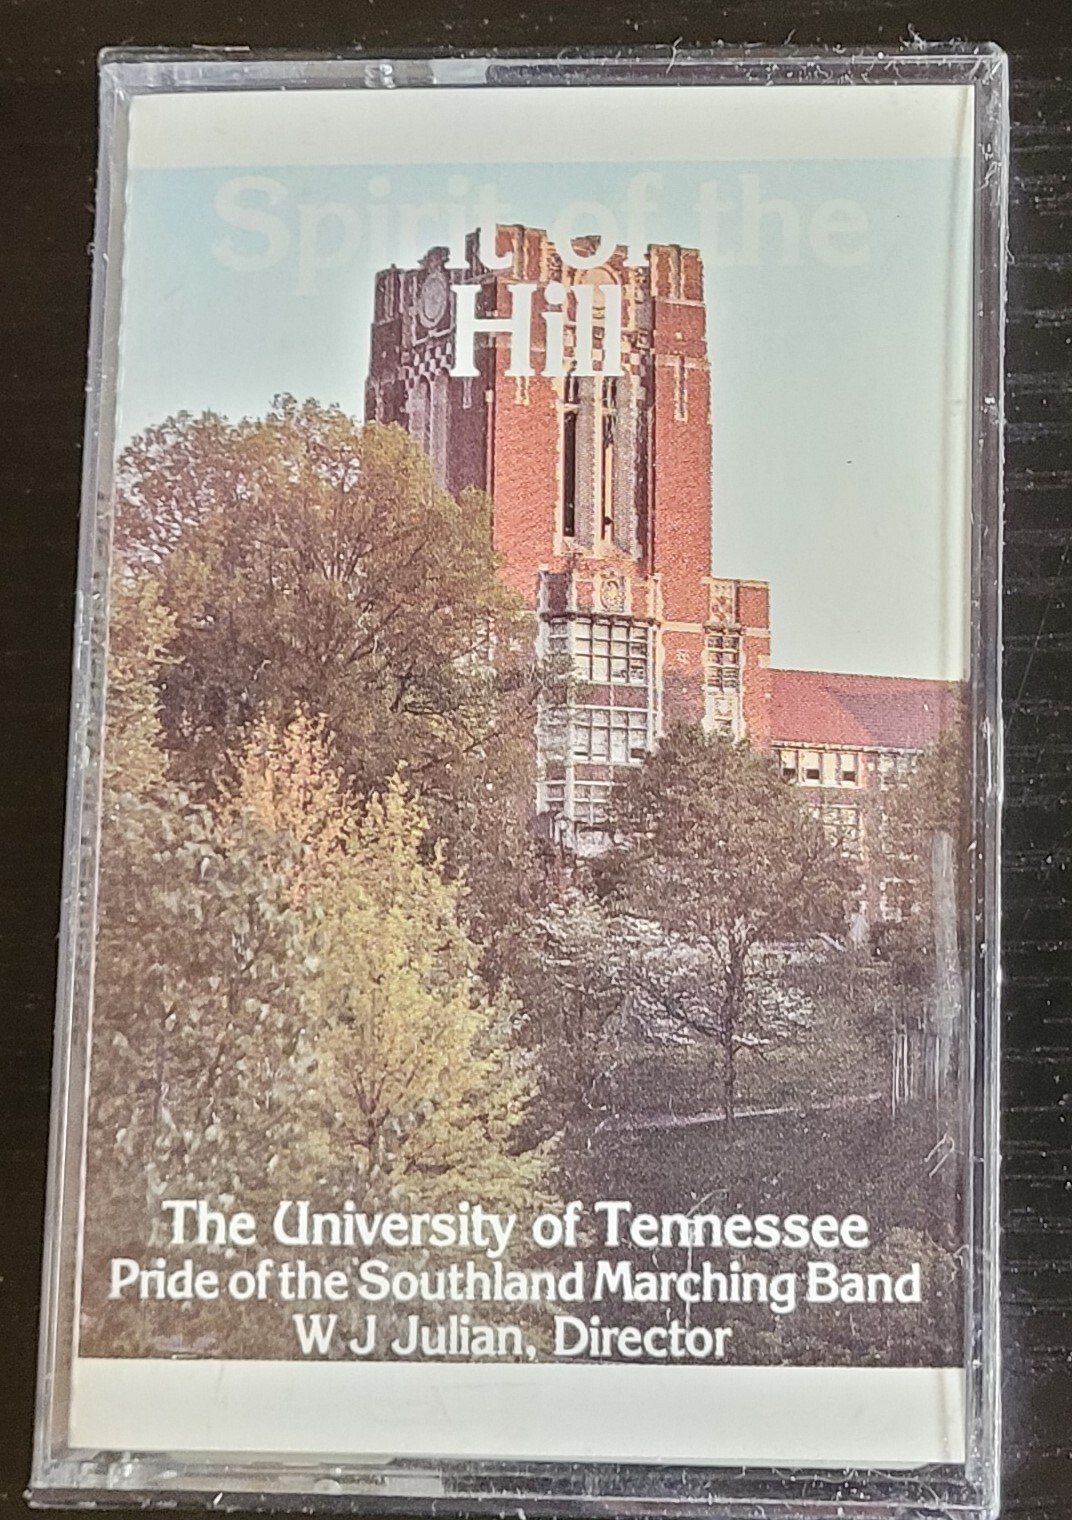 Spirit of the
Hill
The University of Tennessee
Pride of the Southland Marching Band
W J Julian, Director